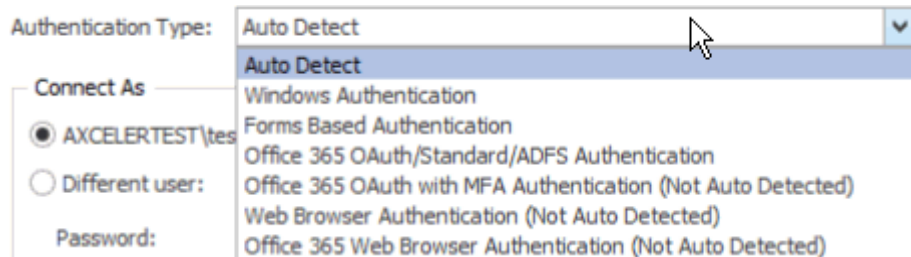 Authentication Type: Auto Detect
Auto Detect
Connect As
Windows Authentication
Forms Based Authentication
AXCELERTEST\tes
Office 365 OAuth/Standard/ADFS Authentication
Different user:
Office 365 OAuth with MFA Authentication (Not Auto Detected)
Web Browser Authentication (Not Auto Detected)
Password:
Office 365 Web Browser Authentication (Not Auto Detected)